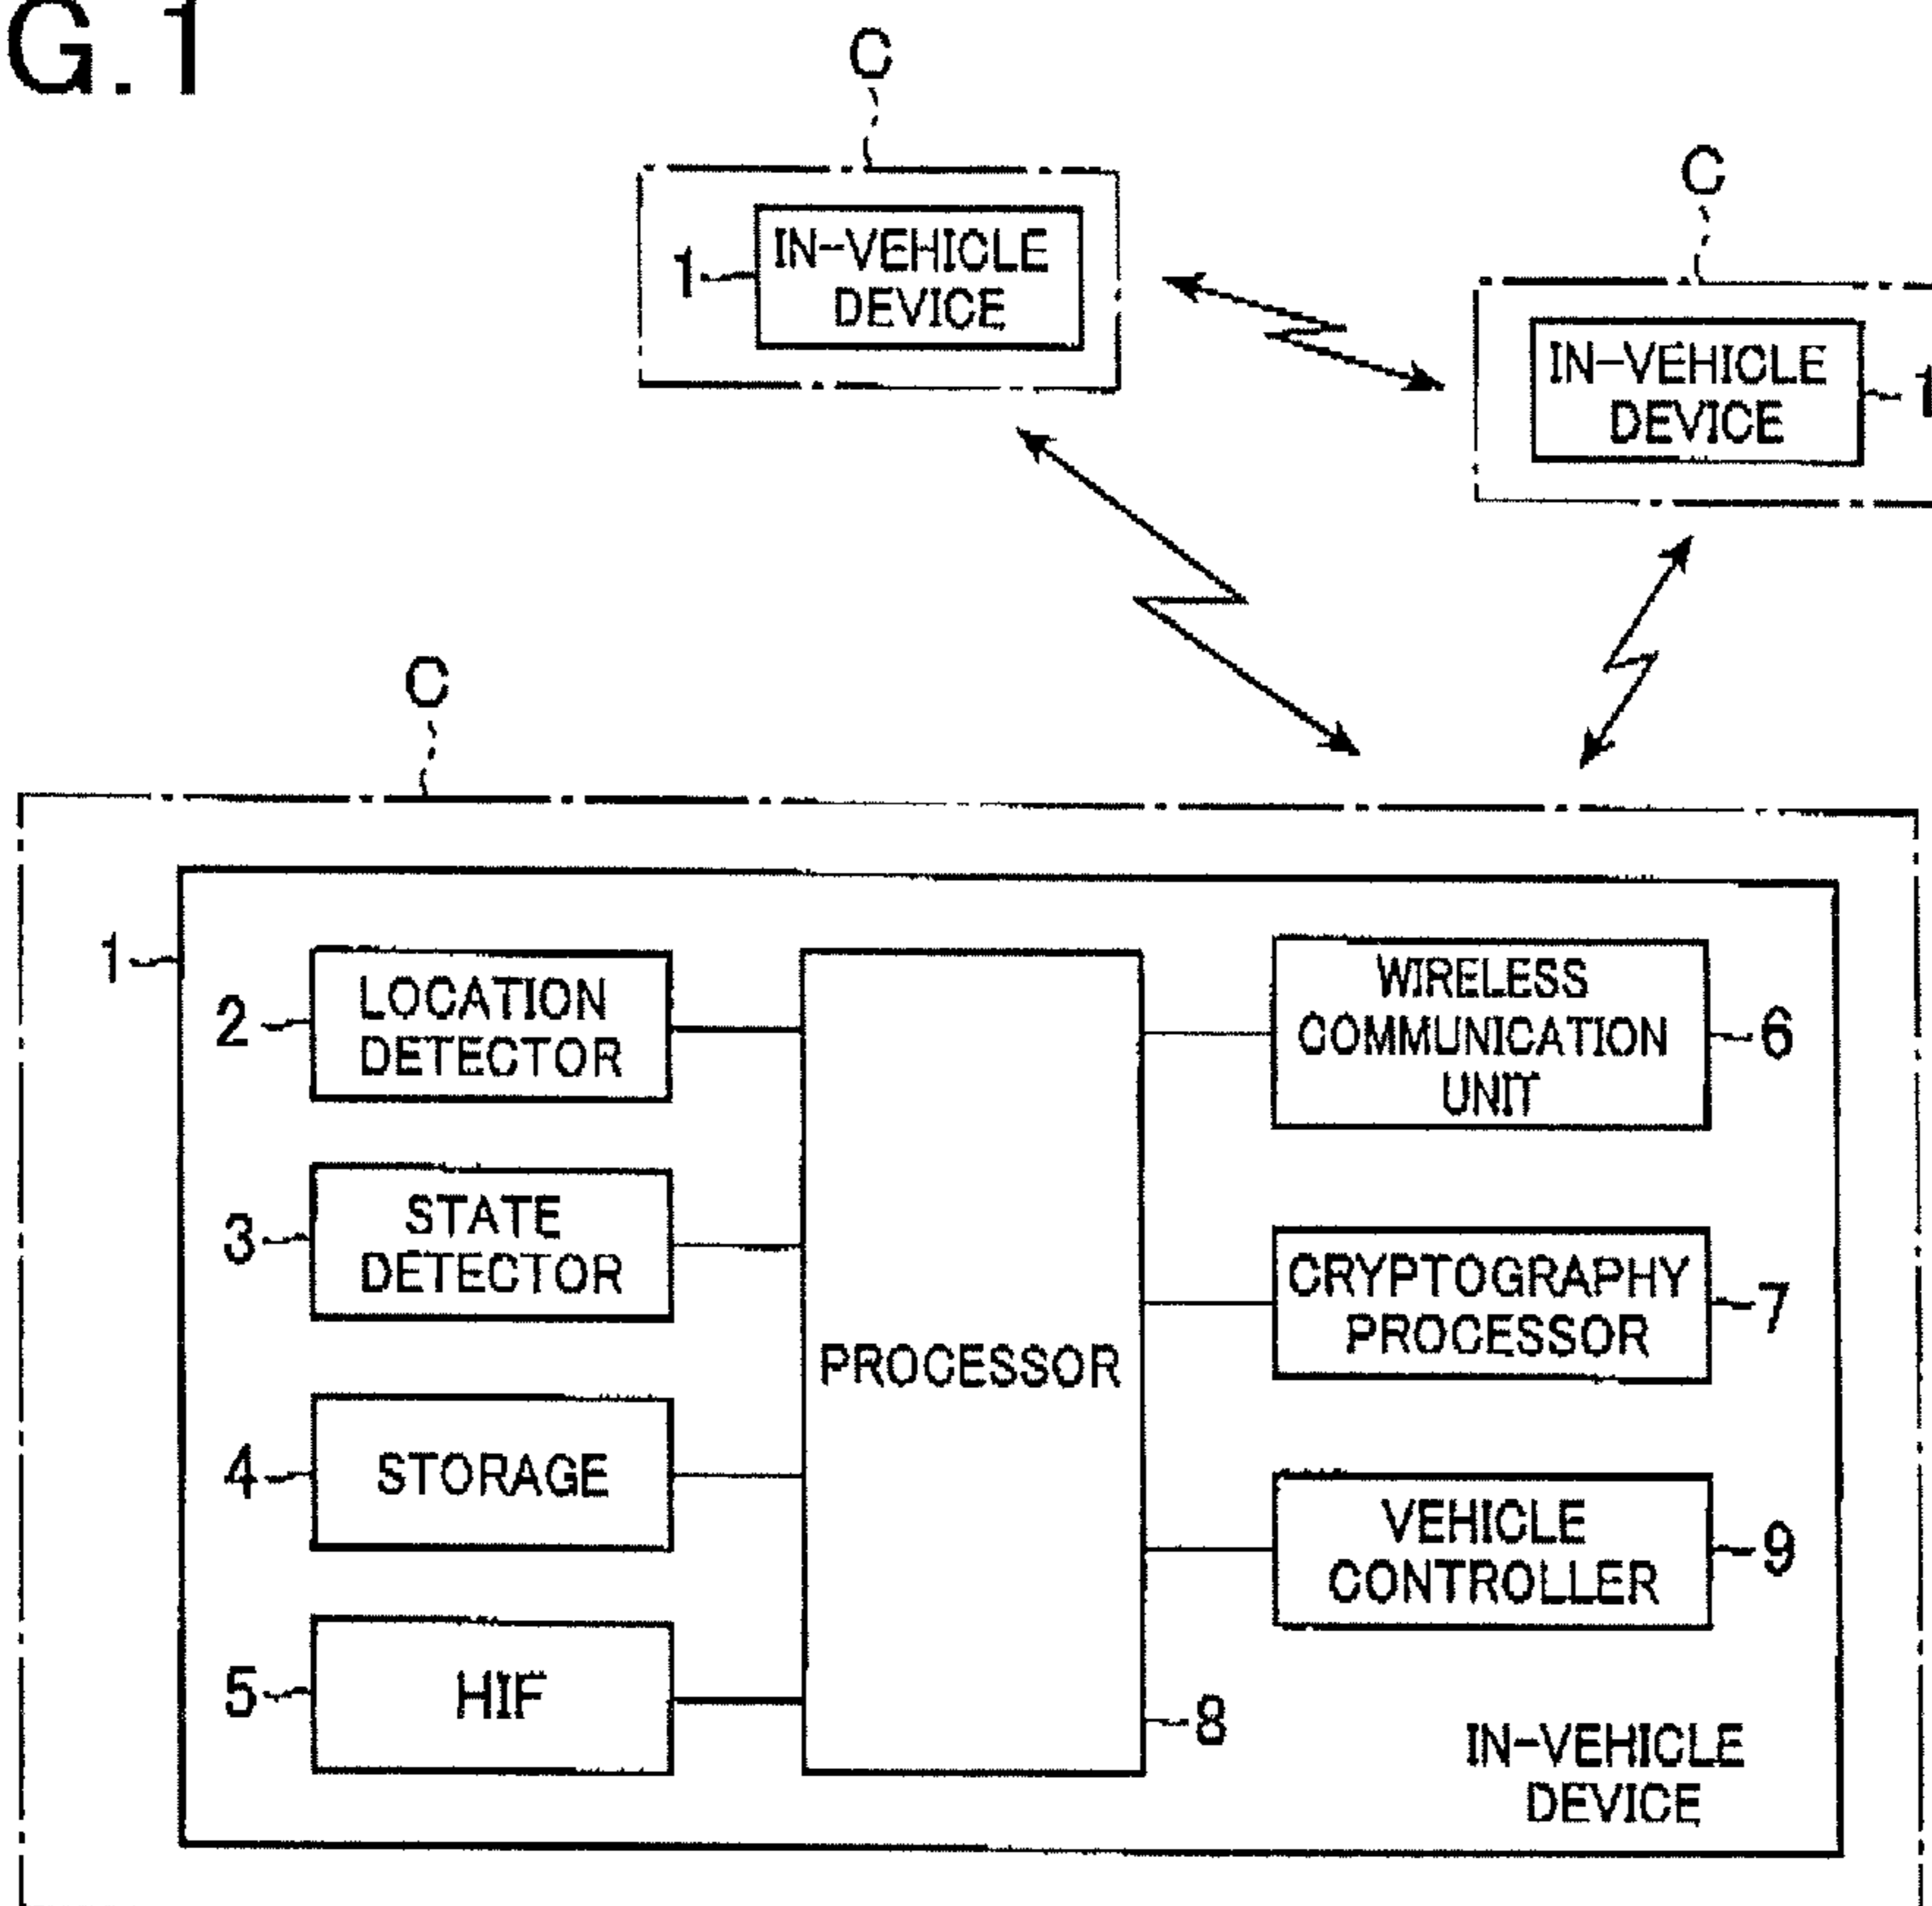 G.1
C
C
1
IN-VEHICLE
DEVICE
IN-VEHICLE
DEVICE
1
C
1
2
LOCATION
DETECTOR
3
STATE
DETECTOR
4
STORAGE
5
HIF
PROCESSOR
8
WIRELESS
COMMUNICATION
UNIT
6
CRYPTOGRAPHY
PROCESSOR
7
VEHICLE
CONTROLLER
9
IN-VEHICLE
DEVICE